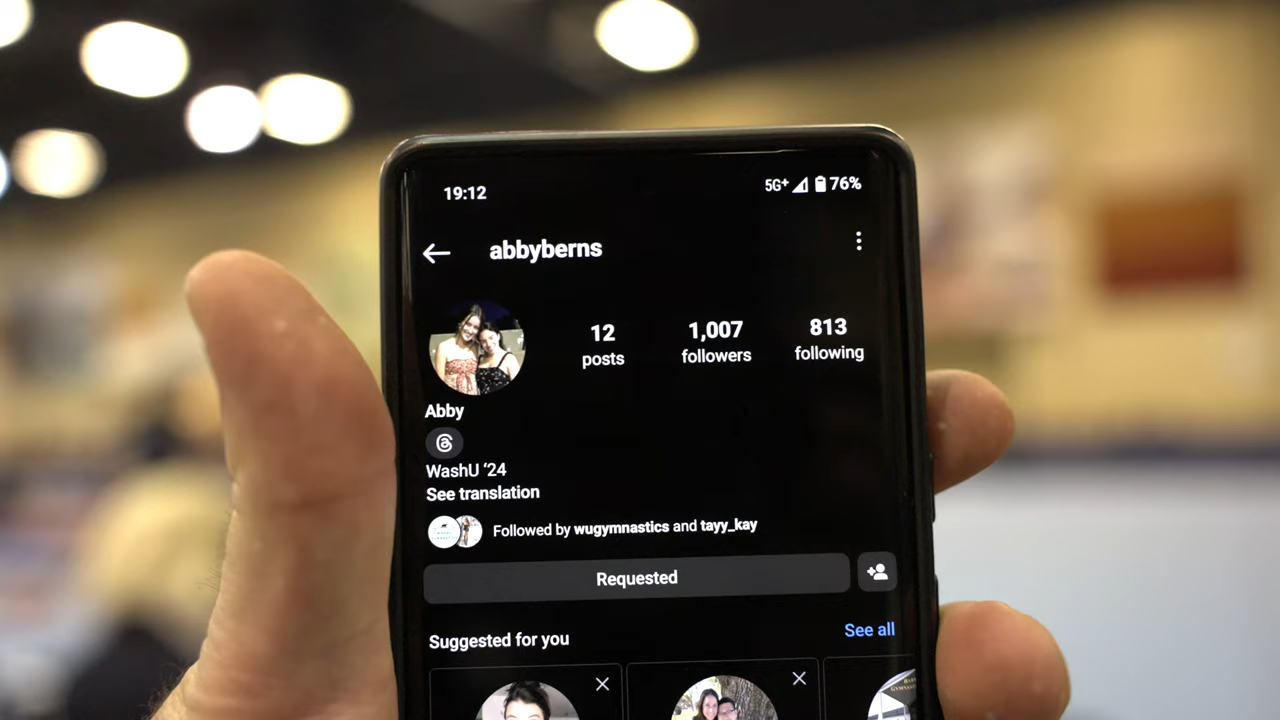 19:12 5G+ 76%
abbyberns
12 1,007 813
posts followers following
Abby
WashU ‘24
See translation
Followed by wugymnastics and tayy_kay
Requested
Suggested for you See all